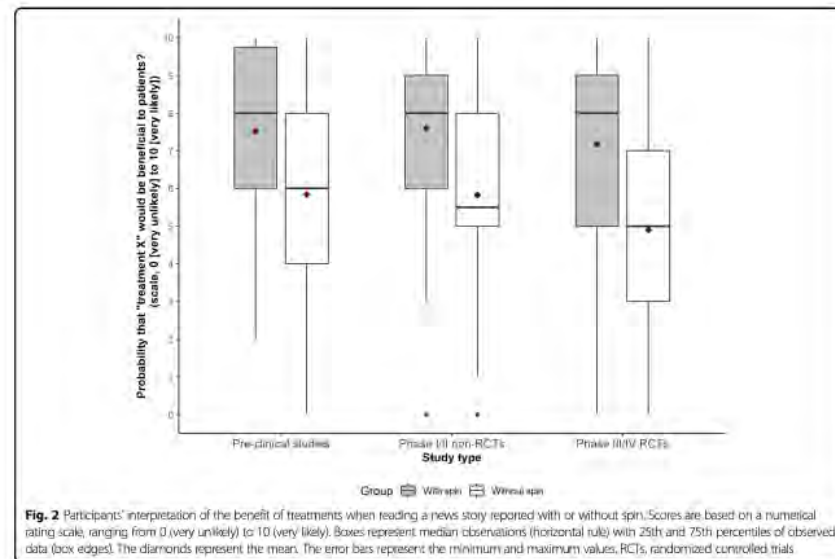 Probability that "treatment X" would be beneficial to patients?
(scale, 0 [very unlikely] to 10 [very likely])
10
9
8
7
6
5
4
3
2
1
0
Pre-clinical studies
Phase I/II non-RCTs
Phase III/IV RCTs
Study type
Group With spin Without spin
Fig. 2 Participants' interpretation of the benefit of treatments when reading a news story reported with or without spin. Scores are based on a numerical
rating scale, ranging from 0 (very unlikely) to 10 (very likely). Boxes represent median observations (horizontal rule) with 25th and 75th percentiles of observed
data (box edges). The diamonds represent the mean. The error bars represent the minimum and maximum values. RCTs, randomized controlled trials